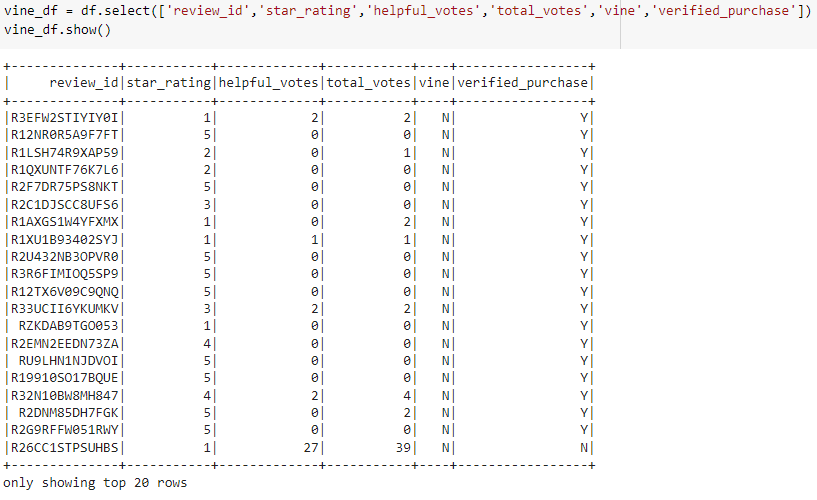 vine_df = df.select(['review_id','star_rating','helpful_votes','total_votes','vine','verified_purchase'])
vine_df.show()
+--------------+-----------+-------------+-----------+----+-----------------+
|     review_id|star_rating|helpful_votes|total_votes|vine|verified_purchase|
+--------------+-----------+-------------+-----------+----+-----------------+
|R3EFW2STIYIY0I|          1|            2|          2|   N|                Y|
|R12NR0R5A9F7FT|          5|            0|          0|   N|                Y|
|R1LSH74R9XAP59|          2|            0|          1|   N|                Y|
|R1QXUNTF76K7L6|          2|            0|          0|   N|                Y|
|R2F7DR75PS8NKT|          5|            0|          0|   N|                Y|
|R2C1DJSCC8UFS6|          3|            0|          0|   N|                Y|
|R1AXGS1W4YFXMX|          1|            0|          2|   N|                Y|
|R1XU1B93402SYJ|          1|            1|          1|   N|                Y|
|R2U432NB3OPVR0|          5|            0|          0|   N|                Y|
|R3R6FIMIOQ5SP9|          5|            0|          0|   N|                Y|
|R12TX6V09C9QNQ|          5|            0|          0|   N|                Y|
|R33UCII6YKUMKV|          3|            2|          2|   N|                Y|
| RZKDAB9TGO053|          1|            0|          0|   N|                Y|
|R2EMN2EEDN73ZA|          4|            0|          0|   N|                Y|
| RU9LHN1NJDVOI|          5|            0|          0|   N|                Y|
|R19910SO17BQUE|          5|            0|          0|   N|                Y|
|R32N10BW8MH847|          4|            2|          4|   N|                Y|
| R2DNM85DH7FGK|          5|            0|          2|   N|                Y|
|R2G9RFFW051RWY|          5|            0|          0|   N|                Y|
|R26CC1STPSUHBS|          1|           27|         39|   N|                N|
+--------------+-----------+-------------+-----------+----+-----------------+
only showing top 20 rows